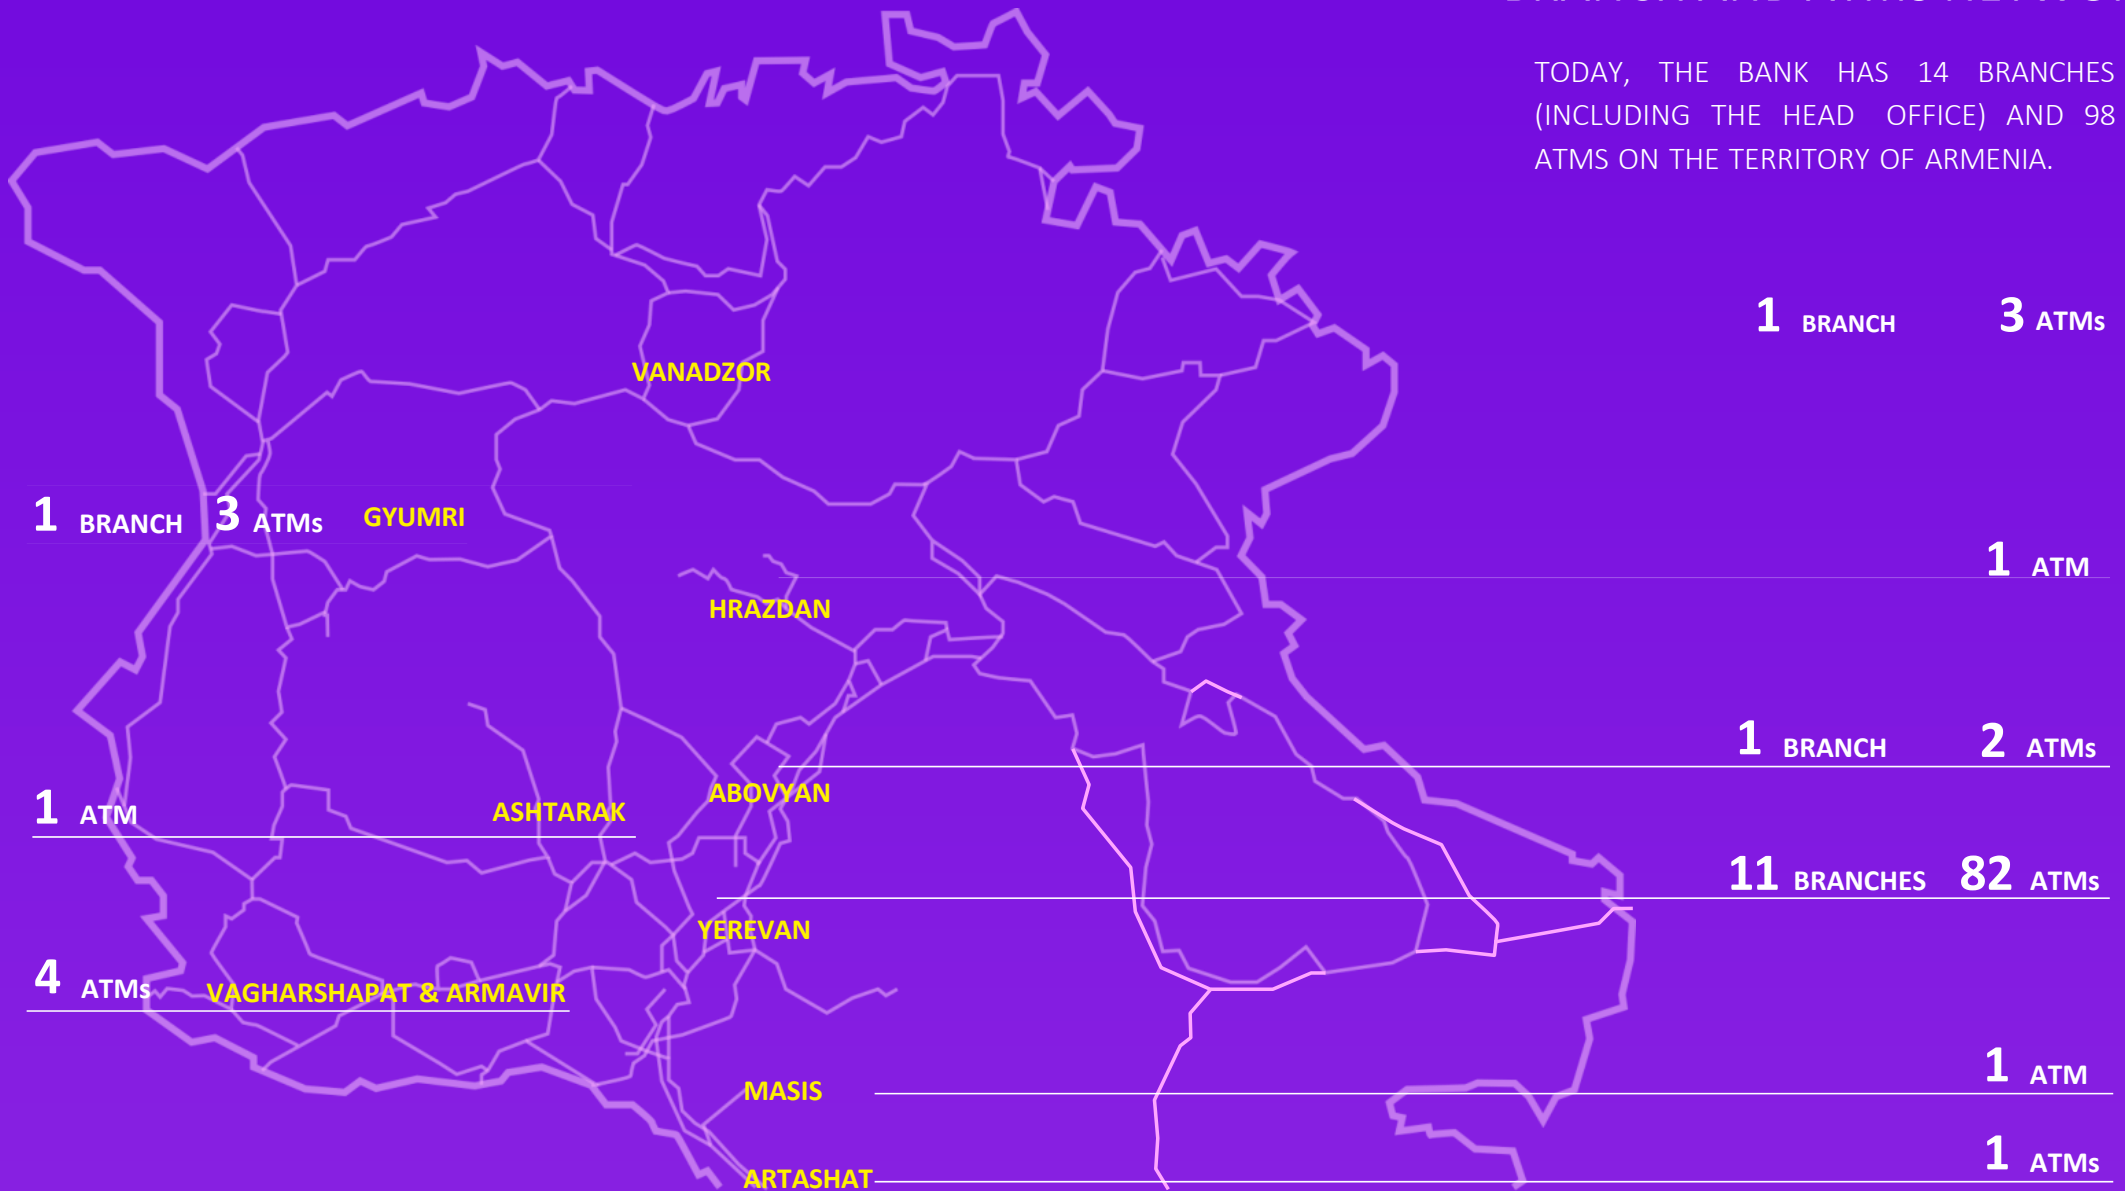 TODAY, THE BANK HAS 14 BRANCHES
(INCLUDING THE HEAD OFFICE) AND 98
ATMS ON THE TERRITORY OF ARMENIA.
1 BRANCH 3 ATMs
VANADZOR
1 BRANCH 3 ATMs GYUMRI
1 ATM
HRAZDAN
1 BRANCH 2 ATMs
ABOVYAN
1 ATM ASHTARAK
11 BRANCHES 82 ATMs
YEREVAN
4 ATMs VAGHARSHAPAT & ARMAVIR
1 ATM
MASIS
1 ATMs
ARTASHAT